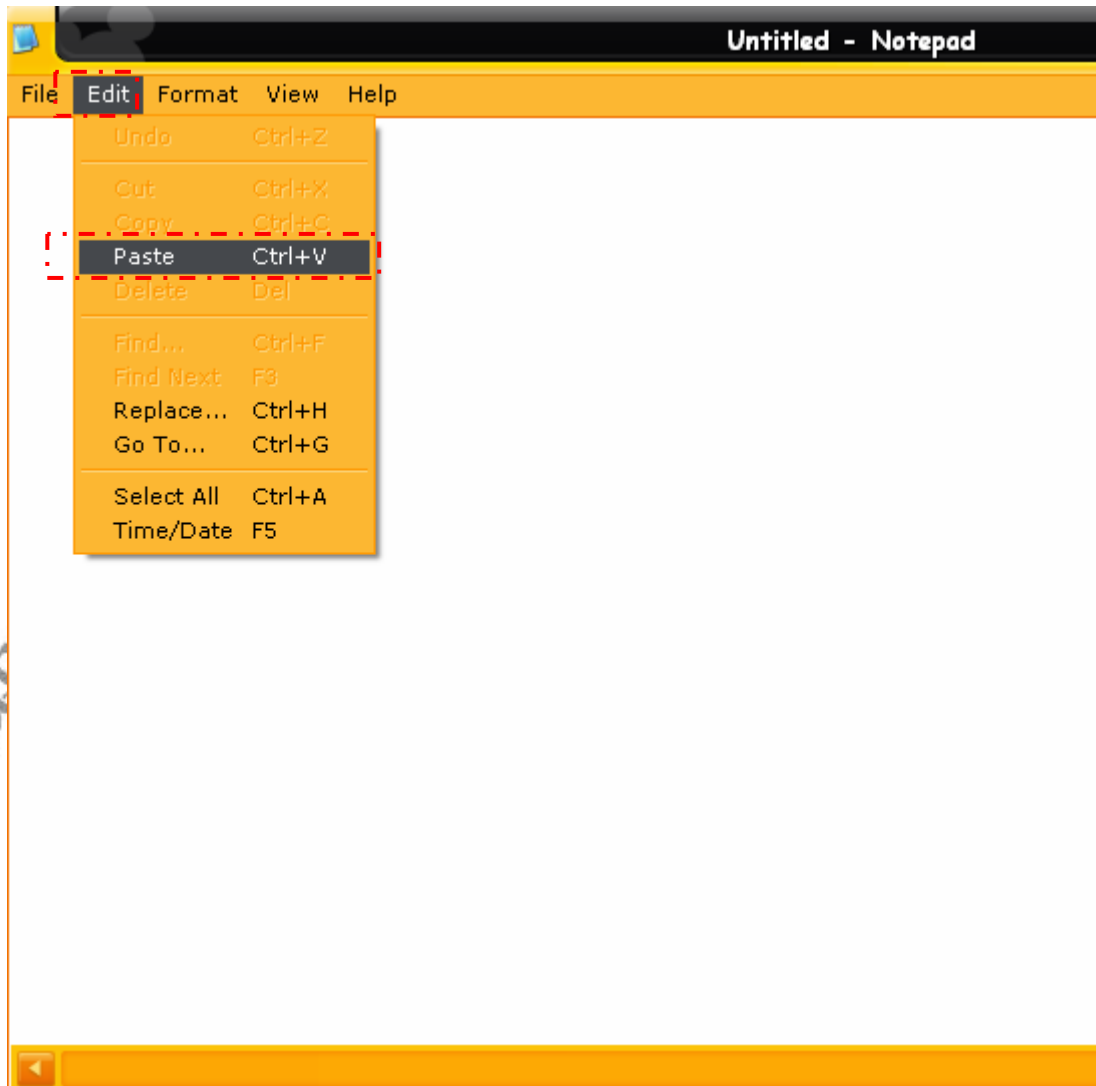 Untitled - Notepad
File Edit Format View Help
Undo Ctrl+Z
Cut Ctrl+X
Copy Ctrl+C
Paste Ctrl+V
Delete Del
Find... Ctrl+F
Find Next F3
Replace... Ctrl+H
Go To... Ctrl+G
Select All Ctrl+A
Time/Date F5